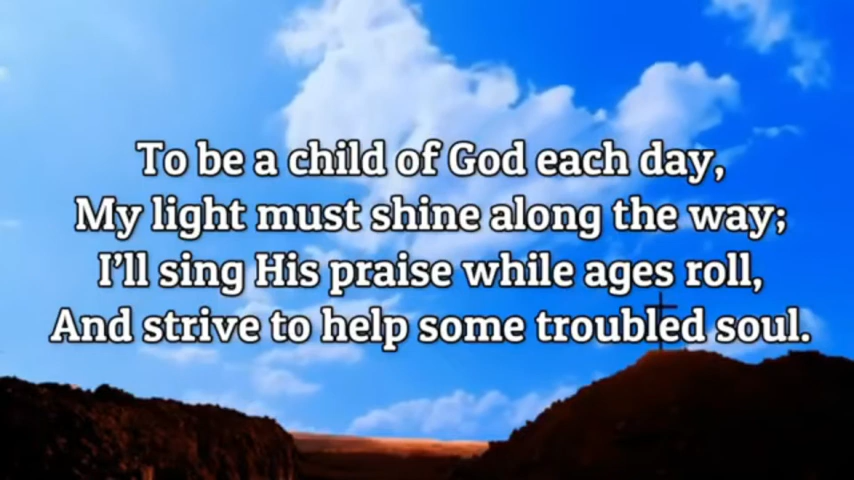 To be a child of God each day,
My light must shine along the way;
I’ll sing His praise while ages roll,
And strive to help some troubled soul.